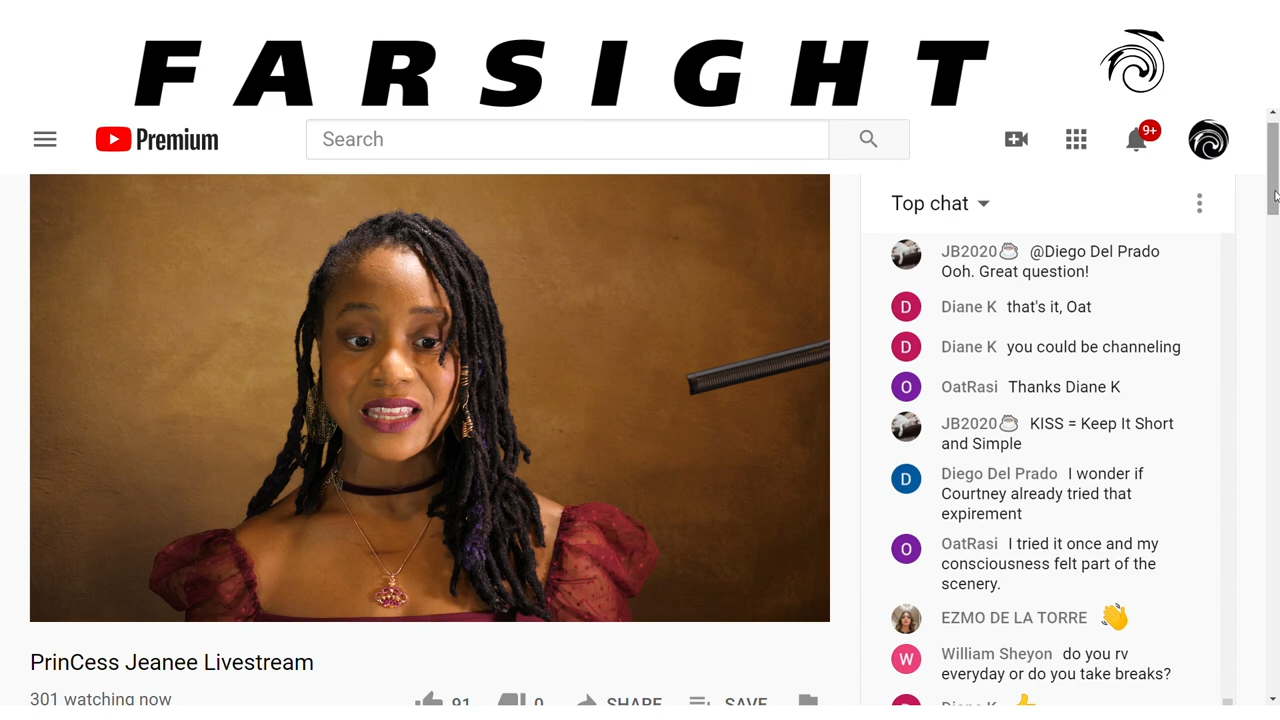 FARSIGHT
Premium
Search
9+
Top chat
JB2020 @Diego Del Prado
Ooh. Great question!
D
Diane K that's it, Oat
D
Diane K you could be channeling
O
OatRasi Thanks Diane K
JB2020 KISS = Keep It Short
and Simple
D
Diego Del Prado I wonder if
Courtney already tried that
expirement
O
OatRasi I tried it once and my
consciousness felt part of the
scenery.
EZMO DE LA TORRE
W
William Sheyon do you rv
everyday or do you take breaks?
Diane K
PrinCess Jeanee Livestream
301 watching now
91
0
SHARE
SAVE